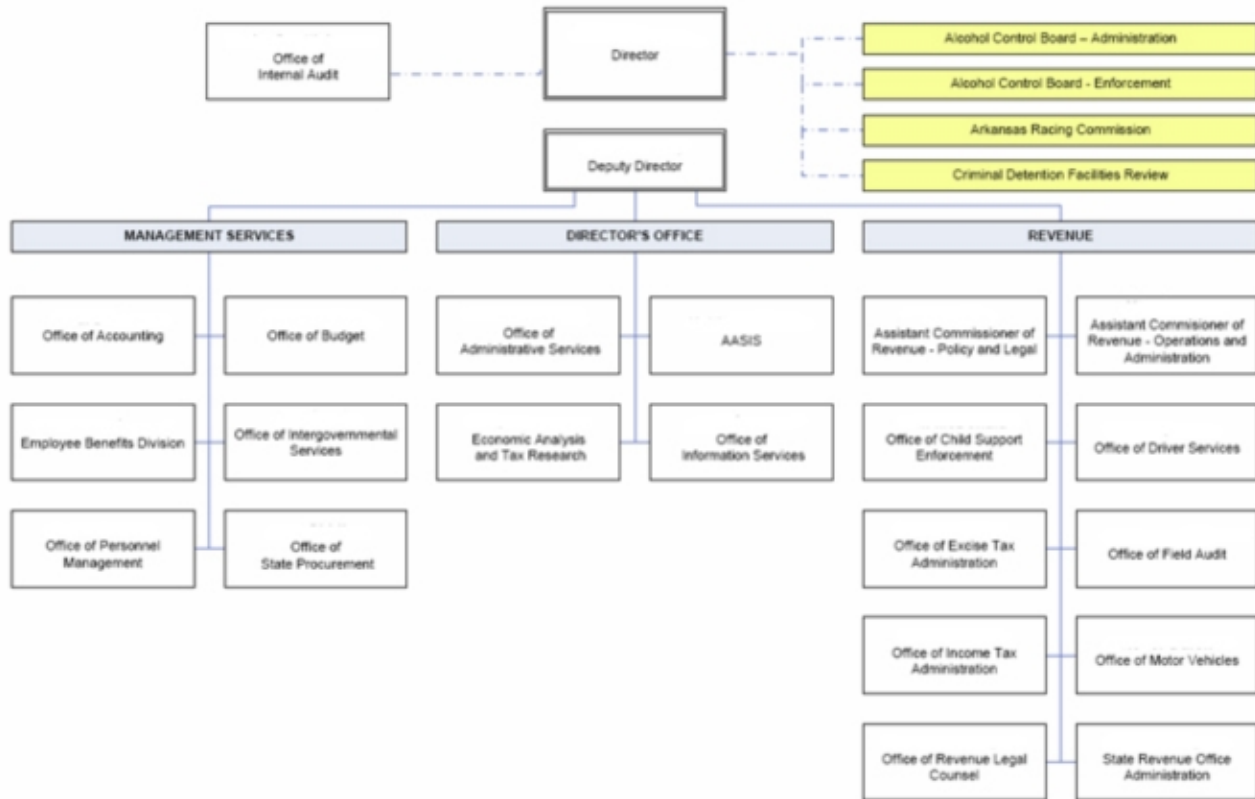 Office of
Internal Audit
Director
Alcohol Control Board – Administration
Alcohol Control Board - Enforcement
Arkansas Racing Commission
Criminal Detention Facilities Review
Deputy Director
MANAGEMENT SERVICES
DIRECTOR'S OFFICE
REVENUE
Office of Accounting
Office of Budget
Employee Benefits Division
Office of Intergovernmental
Services
Office of Personnel
Management
Office of
State Procurement
Office of
Administrative Services
AASIS
Economic Analysis
and Tax Research
Office of
Information Services
Assistant Commissioner of
Revenue - Policy and Legal
Assistant Commisioner of
Revenue - Operations and
Administration
Office of Child Support
Enforcement
Office of Driver Services
Office of Excise Tax
Administration
Office of Field Audit
Office of Income Tax
Administration
Office of Motor Vehicles
Office of Revenue Legal
Counsel
State Revenue Office
Administration